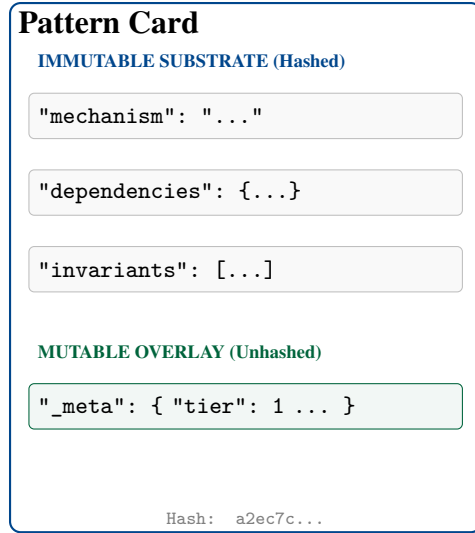 Pattern Card
IMMUTABLE SUBSTRATE (Hashed)
"mechanism": "..."
"dependencies": {...}
"invariants": [...]
MUTABLE OVERLAY (Unhashed)
"_meta": { "tier": 1 ... }
Hash: a2ec7c...